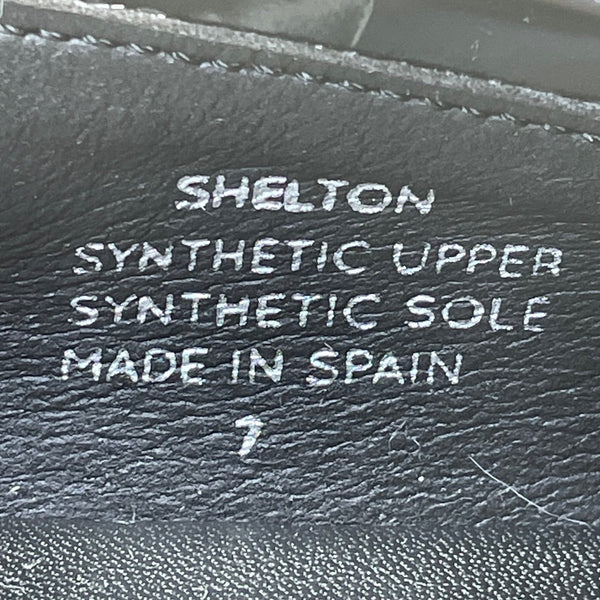 SHELTON
SYNTHETIC UPPER
SYNTHETIC SOLE
MADE IN SPAIN
7